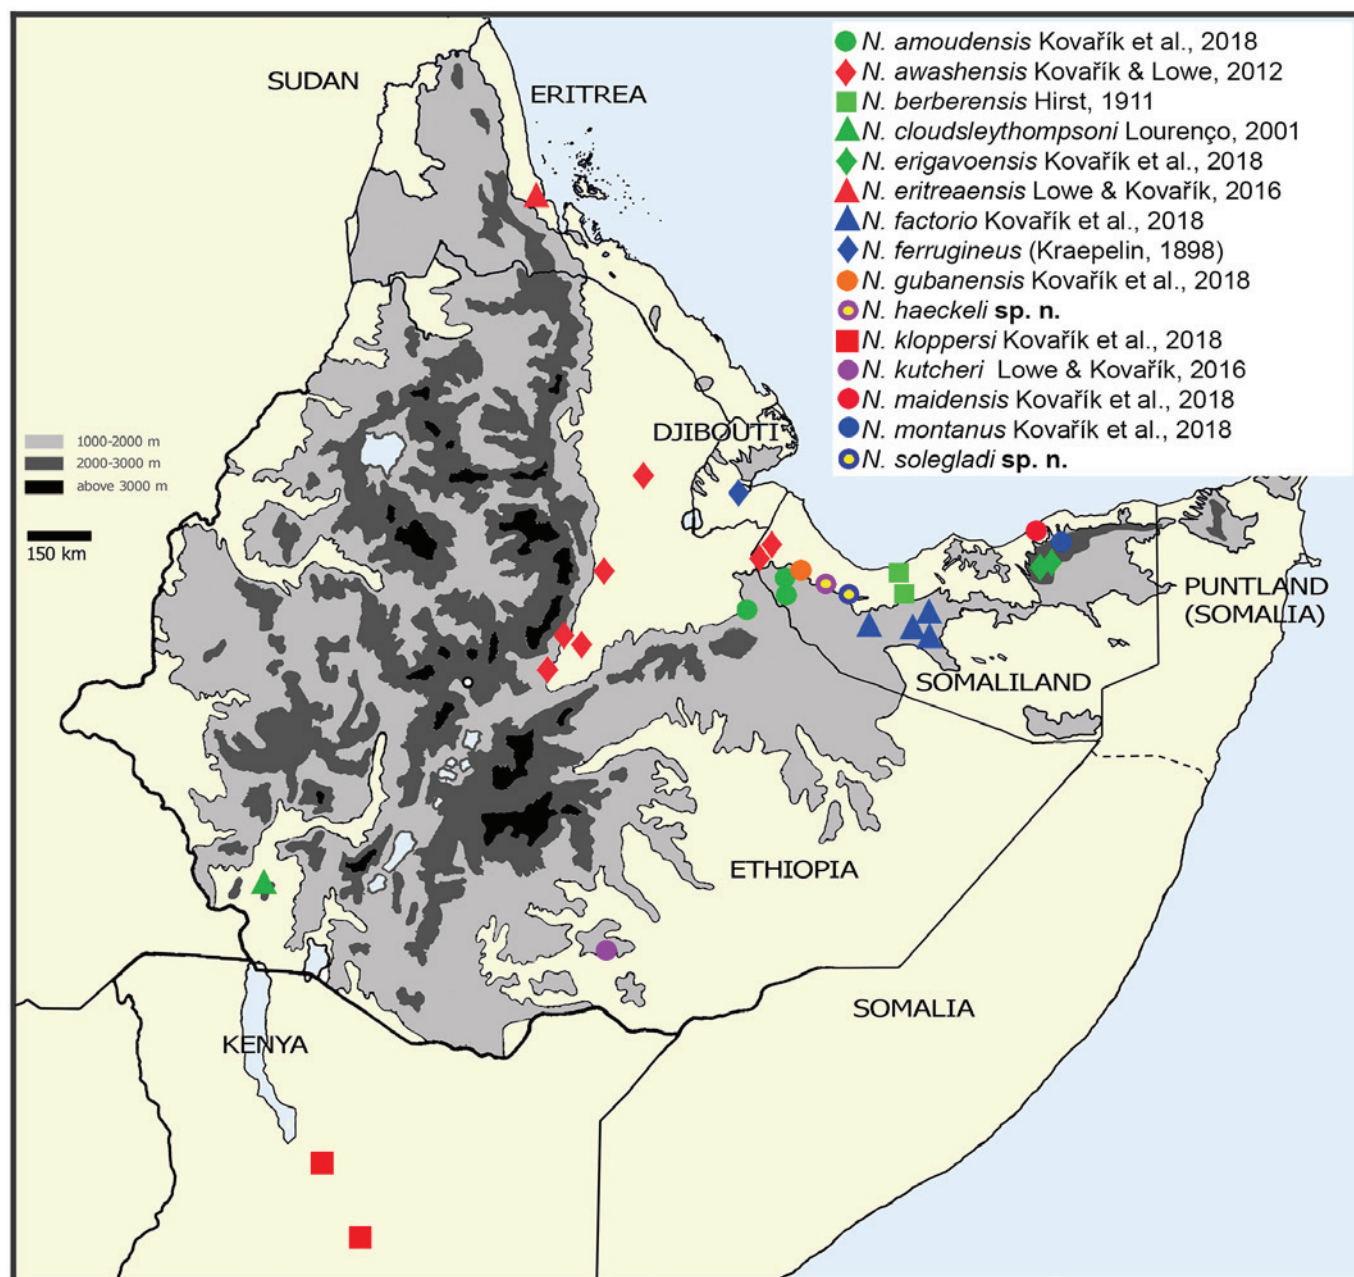 SUDAN
ERITREA
N. amoudensis Kovařík et al., 2018
N. awashensis Kovařík & Lowe, 2012
N. berberensis Hirst, 1911
N. cloudsleythompsoni Lourenço, 2001
N. erigavoensis Kovařík et al., 2018
N. eritreaensis Lowe & Kovařík, 2016
N. factorio Kovařík et al., 2018
N. ferrugineus (Kraepelin, 1898)
N. gubanensis Kovařík et al., 2018
N. haeckeli sp. n.
N. kloppersi Kovařík et al., 2018
N. kutcheri Lowe & Kovařík, 2016
N. maidensis Kovařík et al., 2018
N. montanus Kovařík et al., 2018
N. solegladi sp. n.
DJIBOUTI
1000-2000 m
2000-3000 m
above 3000 m
150 km
PUNTLAND
(SOMALIA)
SOMALILAND
ETHIOPIA
SOMALIA
KENYA